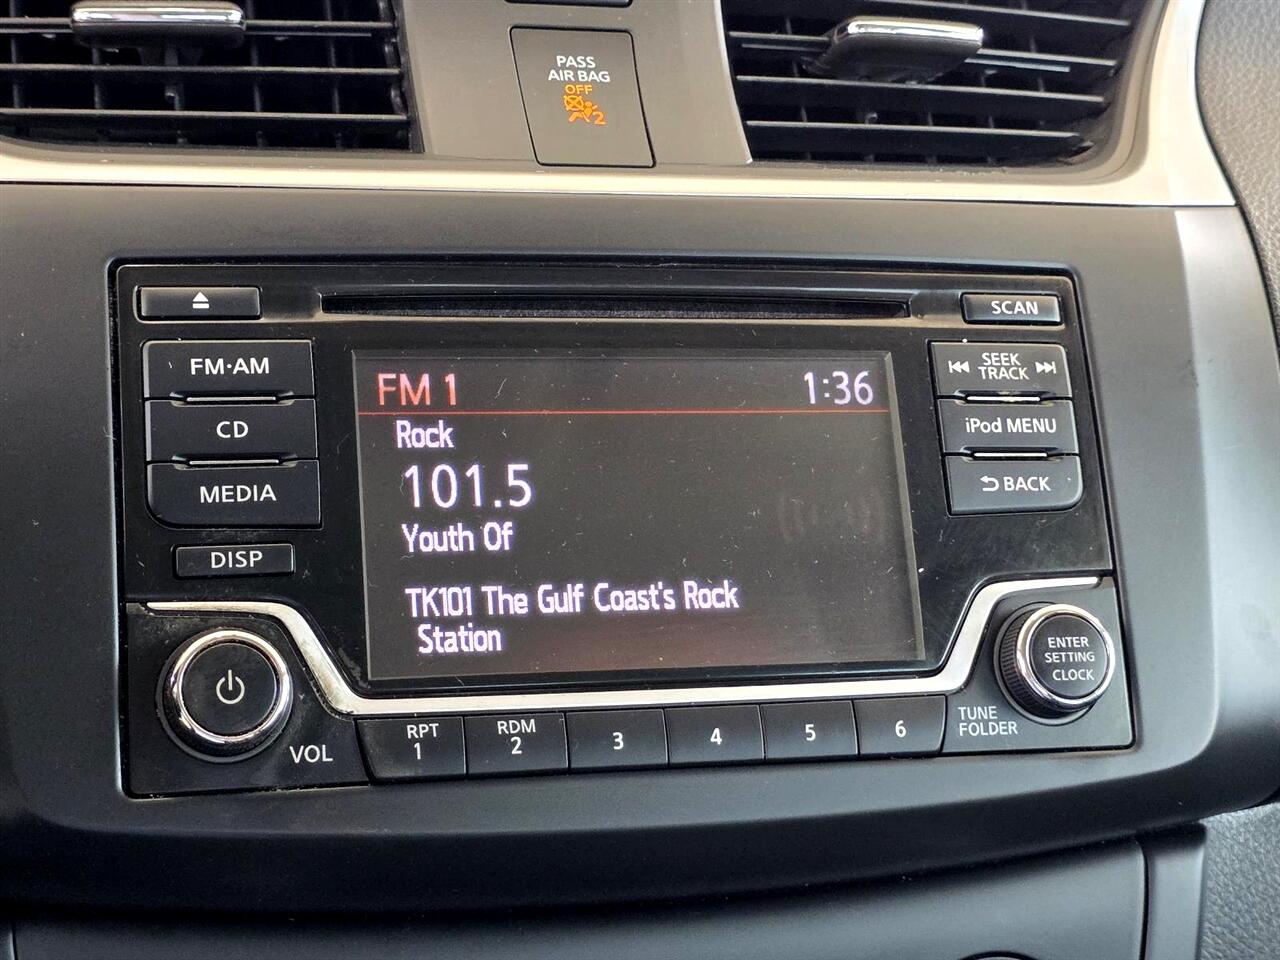 PASS
AIR BAG
OFF
2
SCAN
FM·AM
CD
MEDIA
DISP
FM 1 1:36
Rock
101.5
Youth Of
TK101 The Gulf Coast's Rock
Station
SEEK
TRACK
iPod MENU
BACK
VOL
RPT
1
RDM
2
3
4
5
6
TUNE
FOLDER
ENTER
SETTING
CLOCK